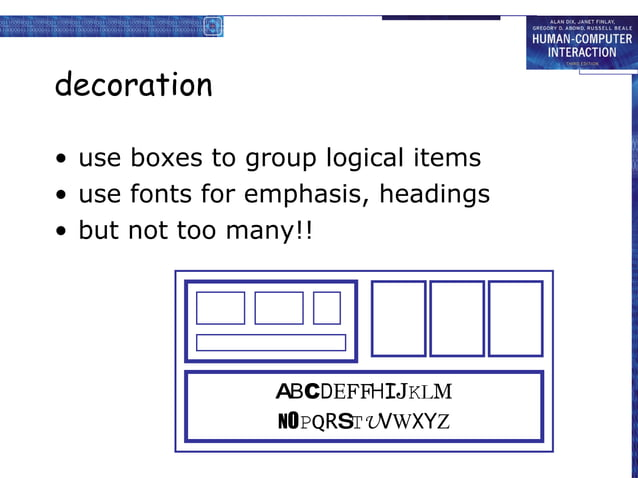 ALAN DIX, JANET FINLAY,
GREGORY D. ABOWD, RUSSELL BEALE
HUMAN-COMPUTER
INTERACTION
THIRD EDITION
decoration
• use boxes to group logical items
• use fonts for emphasis, headings
• but not too many!!
ABCDEFFHIJKLM
NOPQRSTUVWXYZ